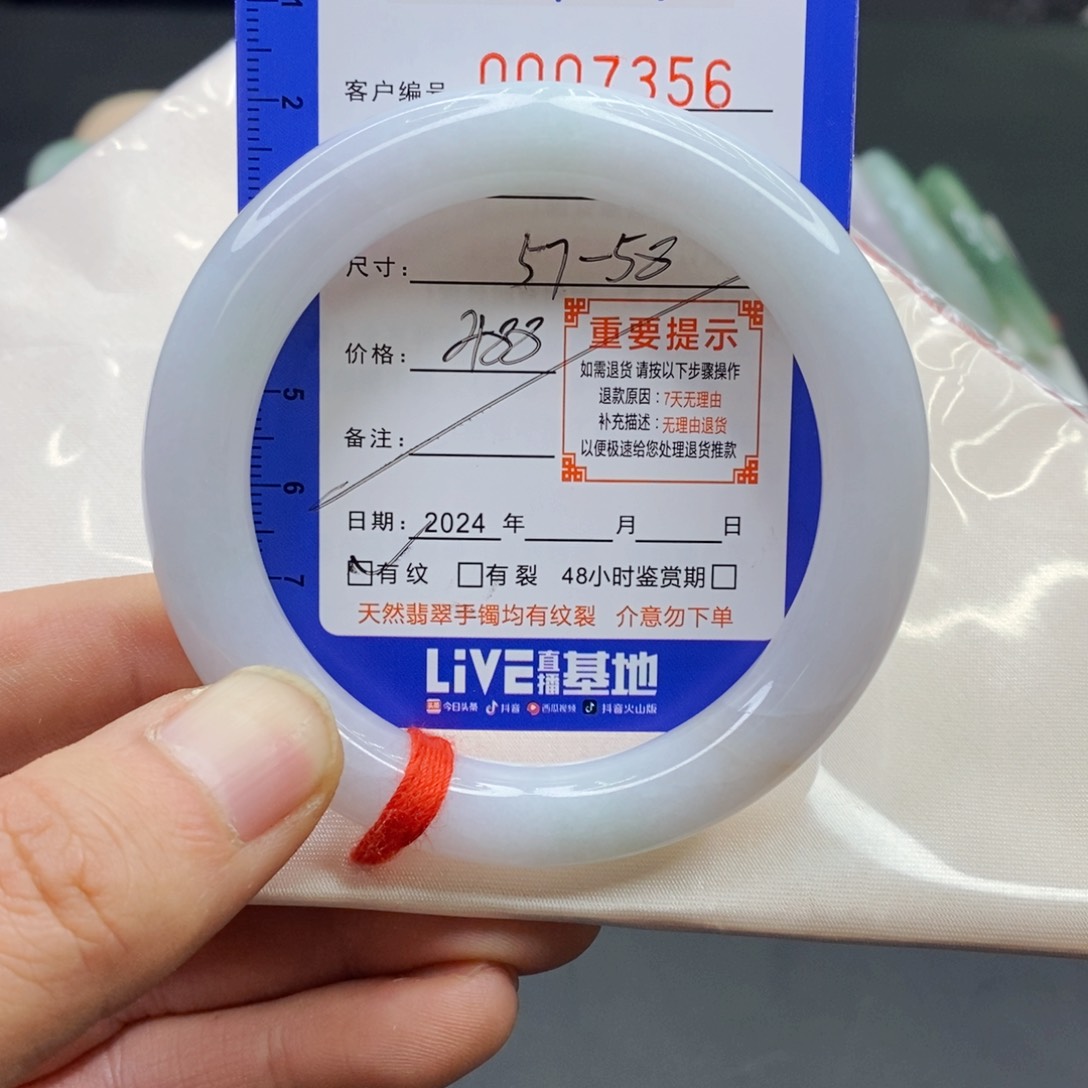 1
2
客户编号 0007356
尺寸: 57-58
价格:
重要提示
如需退货 请按以下步骤操作
退款原因:7天无理由
补充描述:无理由退货
以便极速给您处理退货推款
5
备注:
6
日期: 2024 年 月 日
有纹 有裂 48小时鉴赏期
7
天然翡翠手镯均有纹裂 介意勿下单
LiVE直播基地
今日头条 抖音 西瓜视频 抖音火山版